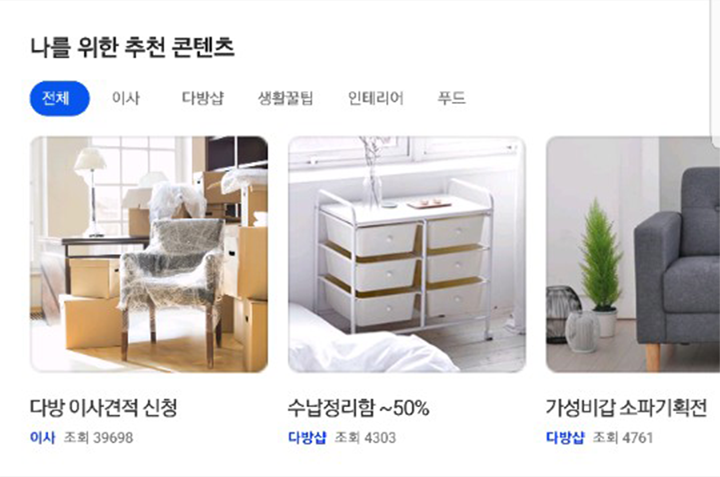 나를 위한 추천 콘텐츠
전체 이사 다방샵 생활꿀팁 인테리어 푸드
다방 이사견적 신청
이사 조회 39698
수납정리함 ~50%
다방샵 조회 4303
가성비갑 소파기획전
다방샵 조회 4761